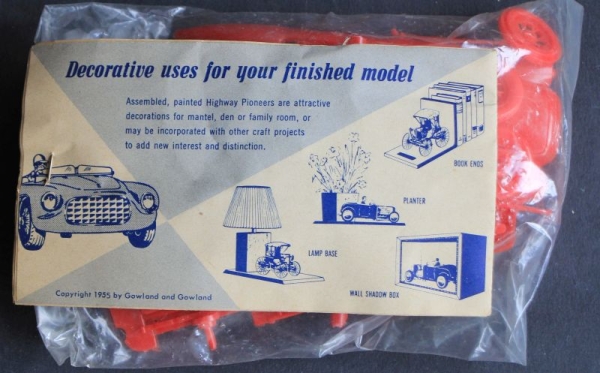 Decorative uses for your finished model
Assembled, painted Highway Pioneers are attractive
decorations for mantel, den or family room, or
may be incorporated with other craft projects
to add new interest and distinction.
BOOK ENDS
PLANTER
LAMP BASE
WALL SHADOW BOX
Copyright 1955 by Gowland and Gowland